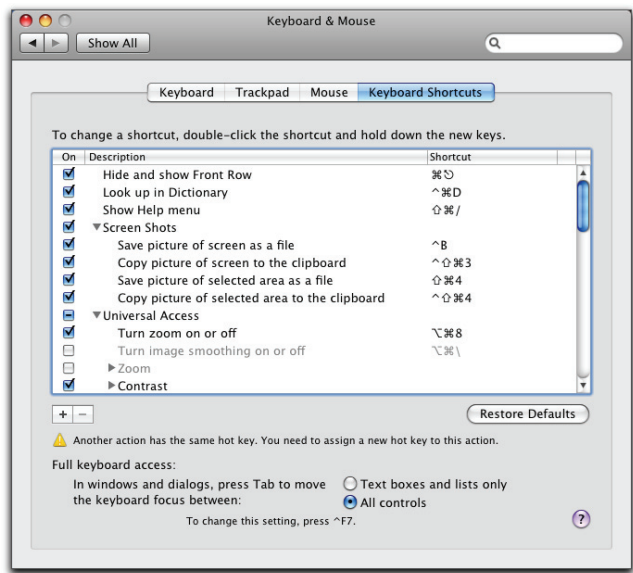 Keyboard & Mouse
Show All
Keyboard Trackpad Mouse Keyboard Shortcuts
To change a shortcut, double-click the shortcut and hold down the new keys.
On Description Shortcut
Hide and show Front Row ⌘⎋
Look up in Dictionary ^⌘D
Show Help menu ⇧⌘/
▼Screen Shots
Save picture of screen as a file ^B
Copy picture of screen to the clipboard ^⇧⌘3
Save picture of selected area as a file ⇧⌘4
Copy picture of selected area to the clipboard ^⇧⌘4
▼Universal Access
Turn zoom on or off ⌥⌘8
Turn image smoothing on or off ⌥⌘\
▶Zoom
▶Contrast
+ − Restore Defaults
Another action has the same hot key. You need to assign a new hot key to this action.
Full keyboard access:
In windows and dialogs, press Tab to move Text boxes and lists only
the keyboard focus between: All controls
To change this setting, press ^F7. ?